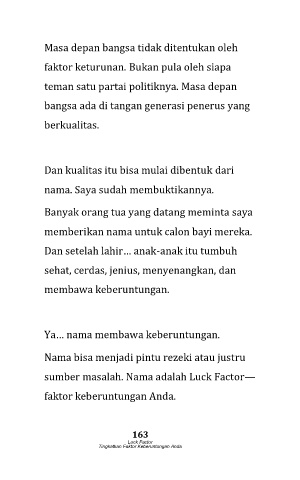 Masa depan bangsa tidak ditentukan oleh
faktor keturunan. Bukan pula oleh siapa
teman satu partai politiknya. Masa depan
bangsa ada di tangan generasi penerus yang
berkualitas.
Dan kualitas itu bisa mulai dibentuk dari
nama. Saya sudah membuktikannya.
Banyak orang tua yang datang meminta saya
memberikan nama untuk calon bayi mereka.
Dan setelah lahir… anak-anak itu tumbuh
sehat, cerdas, jenius, menyenangkan, dan
membawa keberuntungan.
Ya… nama membawa keberuntungan.
Nama bisa menjadi pintu rezeki atau justru
sumber masalah. Nama adalah Luck Factor—
faktor keberuntungan Anda.
163
Luck Factor
Tingkatkan Faktor Keberuntungan Anda